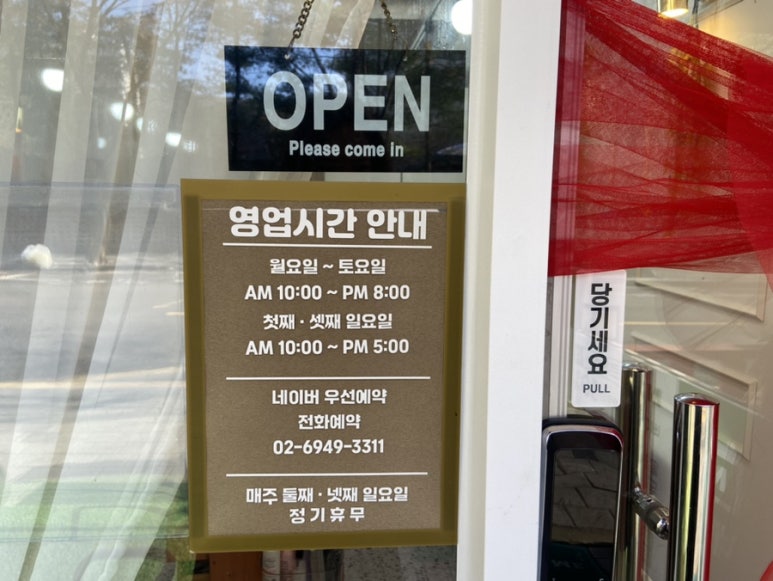 OPEN
Please come in
영업시간 안내
월요일 ~ 토요일
AM 10:00 ~ PM 8:00
첫째 · 셋째 일요일
AM 10:00 ~ PM 5:00
네이버 우선예약
전화예약
02-6949-3311
매주 둘째 · 넷째 일요일
정기휴무
당기세요
PULL